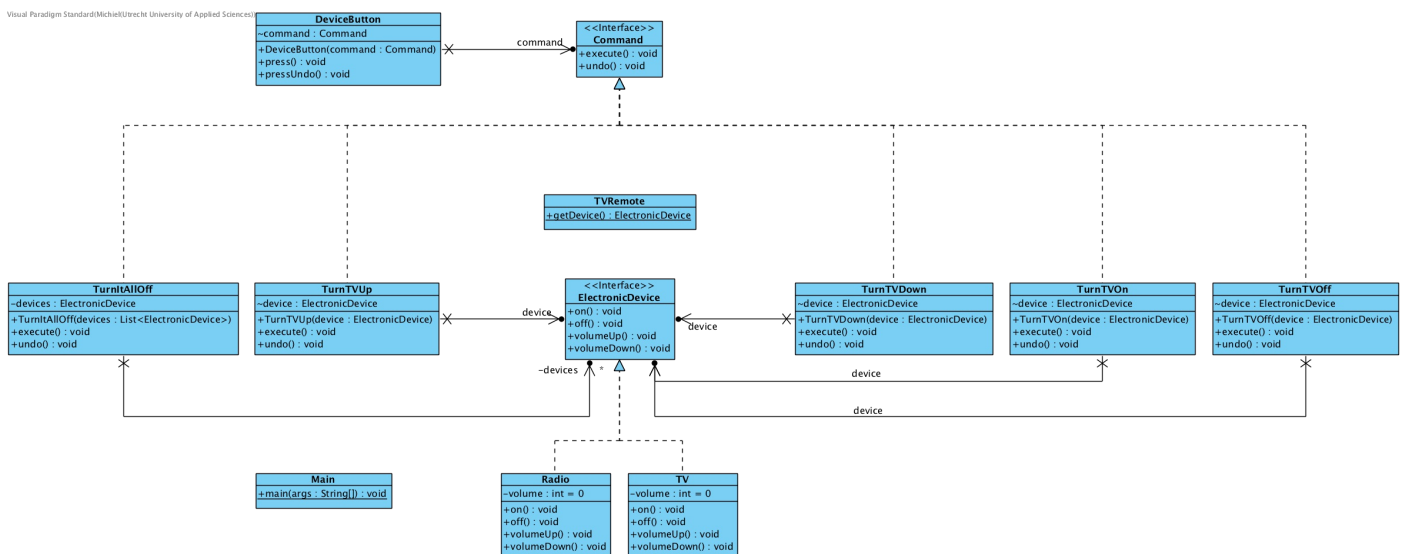 Visual Paradigm Standard(Michiel(Utrecht University of Applied Sciences))
DeviceButton
~command : Command
+DeviceButton(command : Command)
+press() : void
+pressUndo() : void
command
<<Interface>>
Command
+execute() : void
+undo() : void
TVRemote
+getDevice() : ElectronicDevice
TurnItAllOff
-devices : ElectronicDevice
+TurnItAllOff(devices : List<ElectronicDevice>)
+execute() : void
+undo() : void
TurnTVUp
~device : ElectronicDevice
+TurnTVUp(device : ElectronicDevice)
+execute() : void
+undo() : void
device
<<Interface>>
ElectronicDevice
+on() : void
+off() : void
+volumeUp() : void
+volumeDown() : void
device
TurnTVDown
~device : ElectronicDevice
+TurnTVDown(device : ElectronicDevice)
+execute() : void
+undo() : void
TurnTVOn
~device : ElectronicDevice
+TurnTVOn(device : ElectronicDevice)
+execute() : void
+undo() : void
TurnTVOff
~device : ElectronicDevice
+TurnTVOff(device : ElectronicDevice)
+execute() : void
+undo() : void
-devices
*
device
device
Main
+main(args : String[]) : void
Radio
-volume : int = 0
+on() : void
+off() : void
+volumeUp() : void
+volumeDown() : void
TV
-volume : int = 0
+on() : void
+off() : void
+volumeUp() : void
+volumeDown() : void